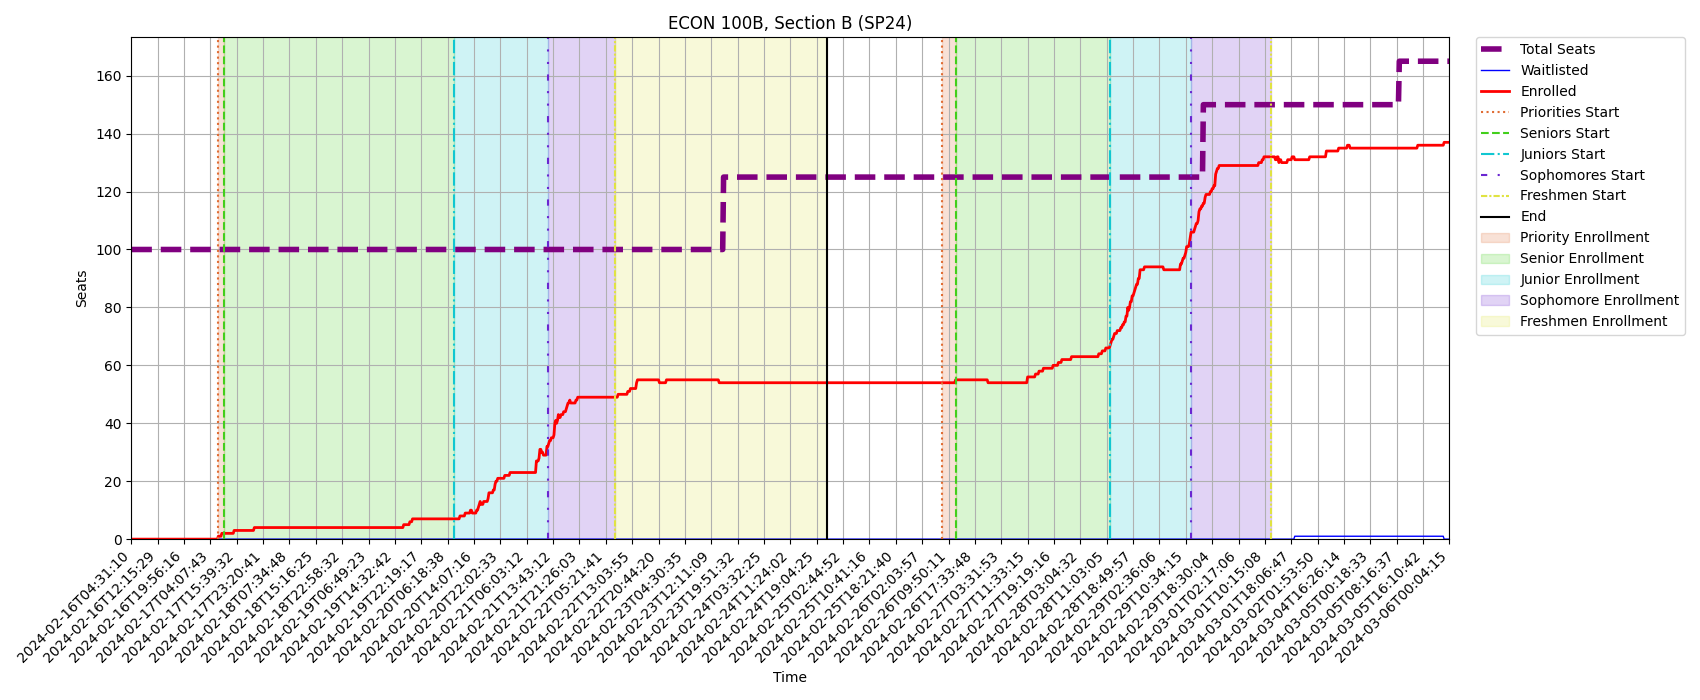 ECON 100B, Section B (SP24)
Seats
160
140
120
100
80
60
40
20
0
2024-02-16T04:31:10
2024-02-16T12:15:29
2024-02-16T19:56:16
2024-02-17T04:07:43
2024-02-17T15:39:32
2024-02-17T23:20:41
2024-02-18T07:34:48
2024-02-18T15:16:25
2024-02-18T22:58:32
2024-02-19T06:49:23
2024-02-19T14:32:42
2024-02-19T22:19:17
2024-02-20T06:18:38
2024-02-20T14:07:16
2024-02-20T22:02:33
2024-02-21T06:03:12
2024-02-21T13:43:12
2024-02-21T21:26:03
2024-02-22T05:21:41
2024-02-22T13:03:55
2024-02-22T20:44:20
2024-02-23T04:30:35
2024-02-23T12:11:09
2024-02-23T19:51:32
2024-02-24T03:32:25
2024-02-24T11:24:02
2024-02-24T19:04:25
2024-02-25T02:44:52
2024-02-25T10:41:16
2024-02-25T18:21:40
2024-02-26T02:03:57
2024-02-26T09:50:11
2024-02-26T17:33:48
2024-02-27T03:31:53
2024-02-27T11:33:15
2024-02-27T19:19:16
2024-02-28T03:04:32
2024-02-28T11:03:05
2024-02-28T18:49:57
2024-02-29T02:36:06
2024-02-29T10:34:15
2024-02-29T18:30:04
2024-03-01T02:17:06
2024-03-01T10:15:08
2024-03-01T18:06:47
2024-03-02T01:53:50
2024-03-04T16:26:14
2024-03-05T00:18:33
2024-03-05T08:16:37
2024-03-05T16:10:42
2024-03-06T00:04:15
Time
Total Seats
Waitlisted
Enrolled
Priorities Start
Seniors Start
Juniors Start
Sophomores Start
Freshmen Start
End
Priority Enrollment
Senior Enrollment
Junior Enrollment
Sophomore Enrollment
Freshmen Enrollment